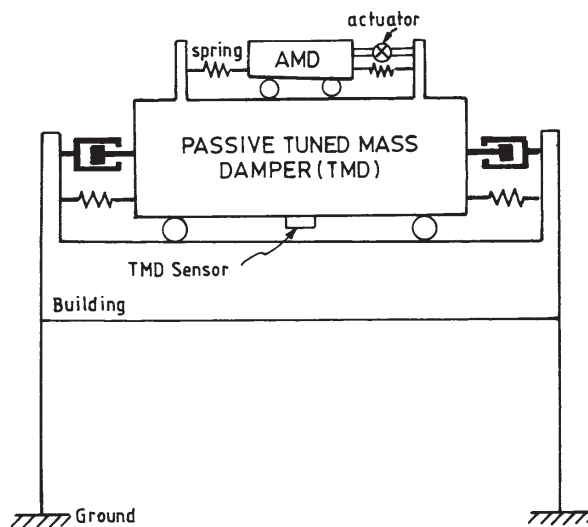 actuator
spring
AMD
PASSIVE TUNED MASS
DAMPER (TMD)
TMD Sensor
Building
Ground